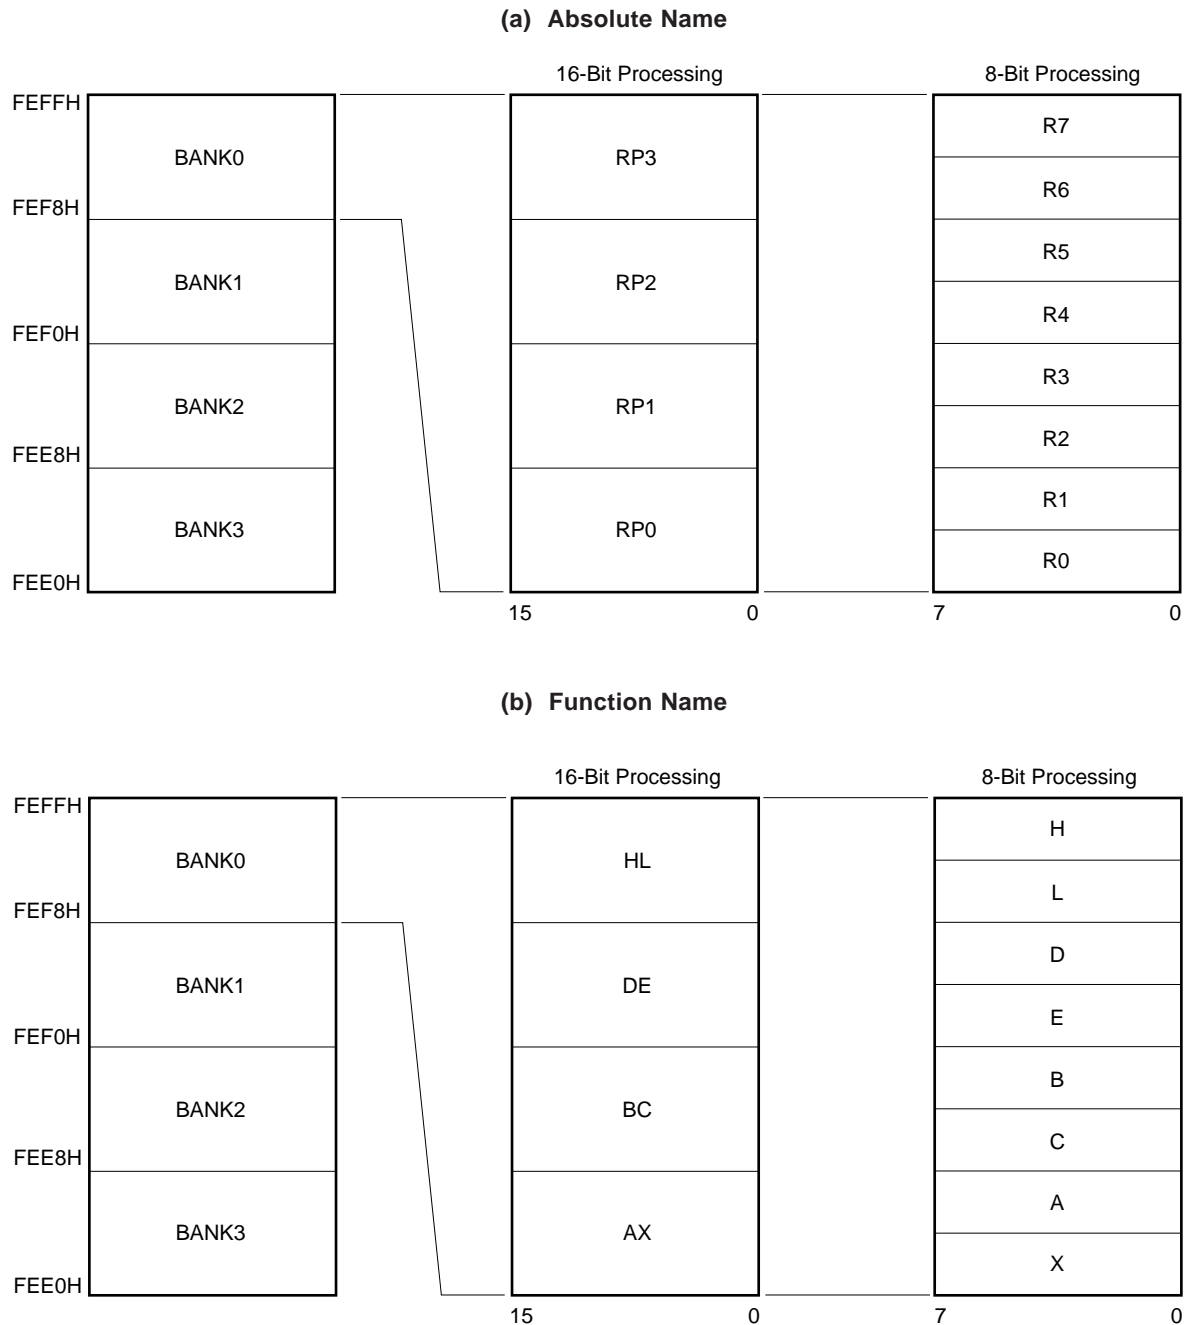 (a) Absolute Name
16-Bit Processing 8-Bit Processing
FEFFH
R7
BANK0 RP3
R6
FEF8H
R5
BANK1 RP2
R4
FEF0H
R3
BANK2 RP1
R2
FEE8H
R1
BANK3 RP0
R0
FEE0H
15 0 7 0
(b) Function Name
16-Bit Processing 8-Bit Processing
FEFFH
H
BANK0 HL
L
FEF8H
D
BANK1 DE
E
FEF0H
B
BANK2 BC
C
FEE8H
A
BANK3 AX
X
FEE0H
15 0 7 0